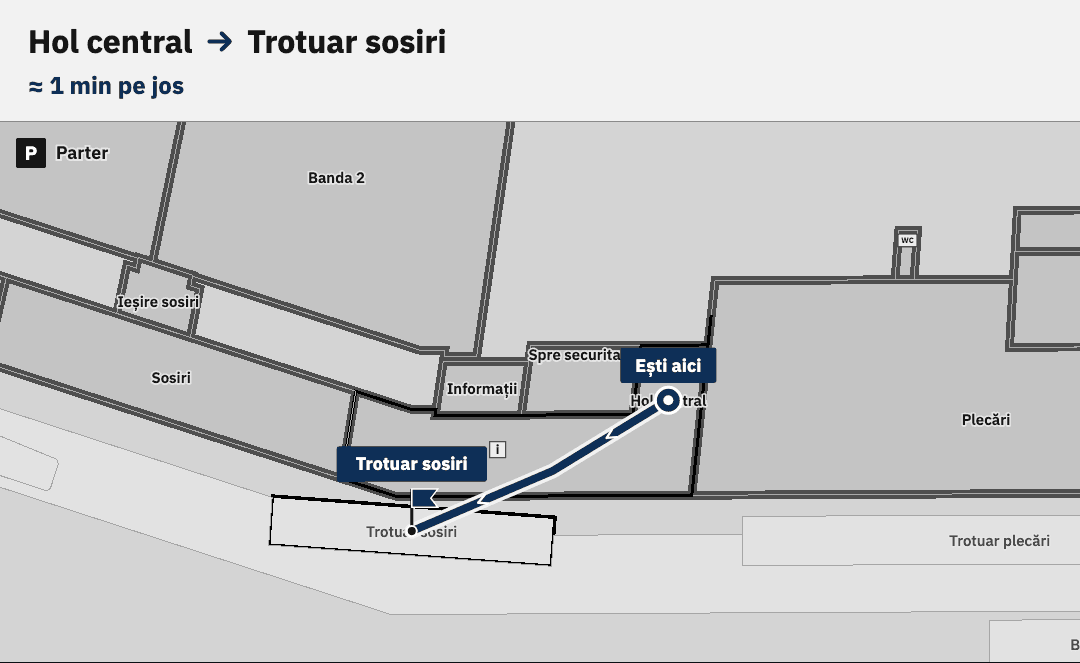 Hol central → Trotuar sosiri
≈ 1 min pe jos
P Parter
Banda 2
WC
Ieșire sosiri
Spre securita
Ești aici
Sosiri
Informații
Plecări
i
Trotuar sosiri
Trotuar plecări
B